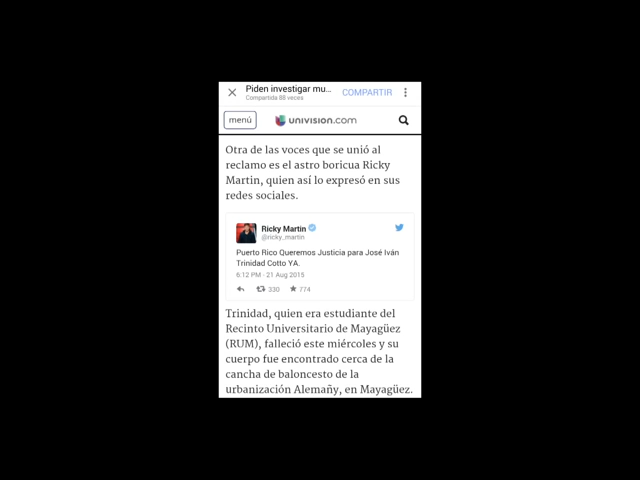 Piden investigar mu...
Compartida 88 veces
COMPARTIR
menú
univision.com
Otra de las voces que se unió al
reclamo es el astro boricua Ricky
Martin, quien así lo expresó en sus
redes sociales.
Ricky Martin
@ricky_martin
Puerto Rico Queremos Justicia para José Iván
Trinidad Cotto YA.
6:12 PM - 21 Aug 2015
330
774
Trinidad, quien era estudiante del
Recinto Universitario de Mayagüez
(RUM), falleció este miércoles y su
cuerpo fue encontrado cerca de la
cancha de baloncesto de la
urbanización Alemañy, en Mayagüez.